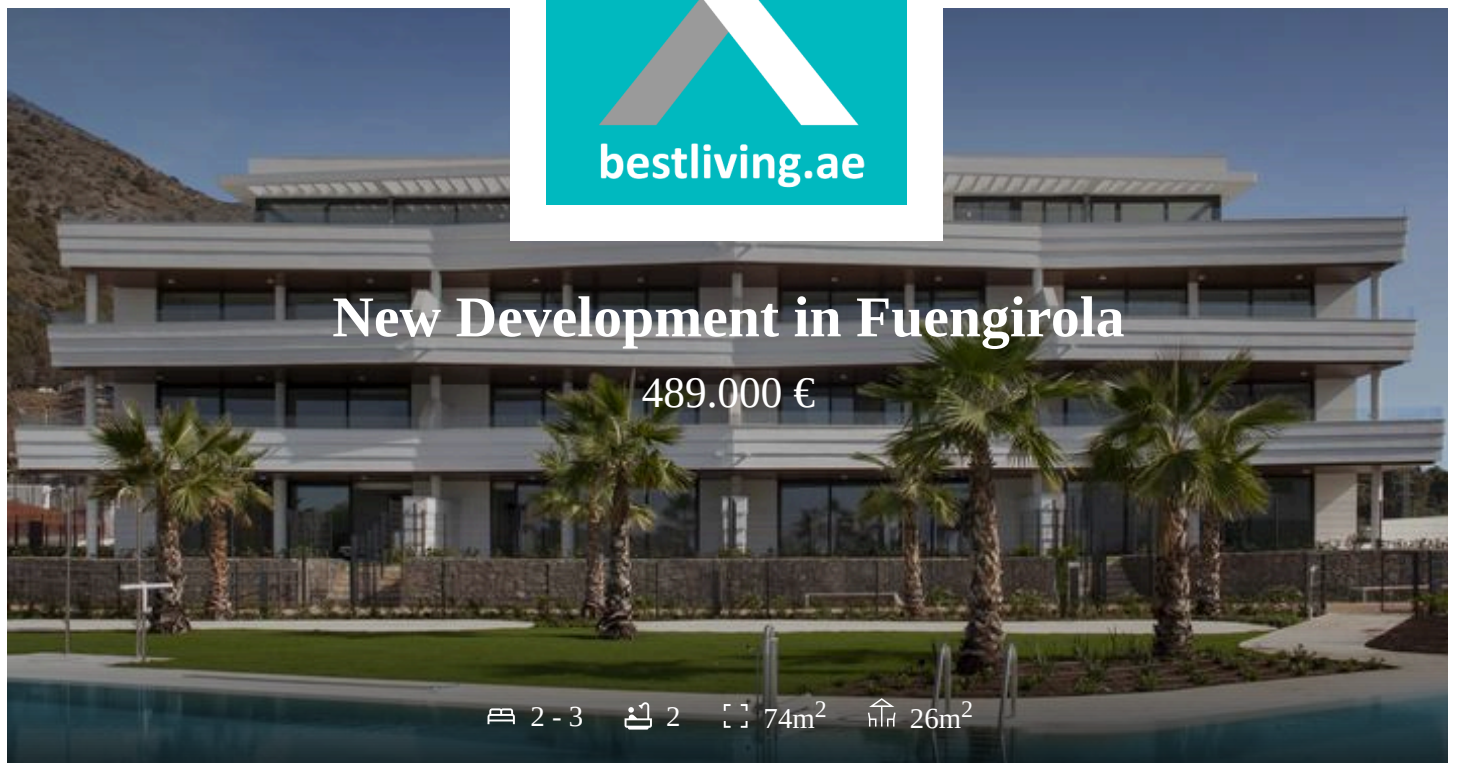 bestliving.ae
New Development in Fuengirola
489.000 €
2 - 3 2 74m² 26m²